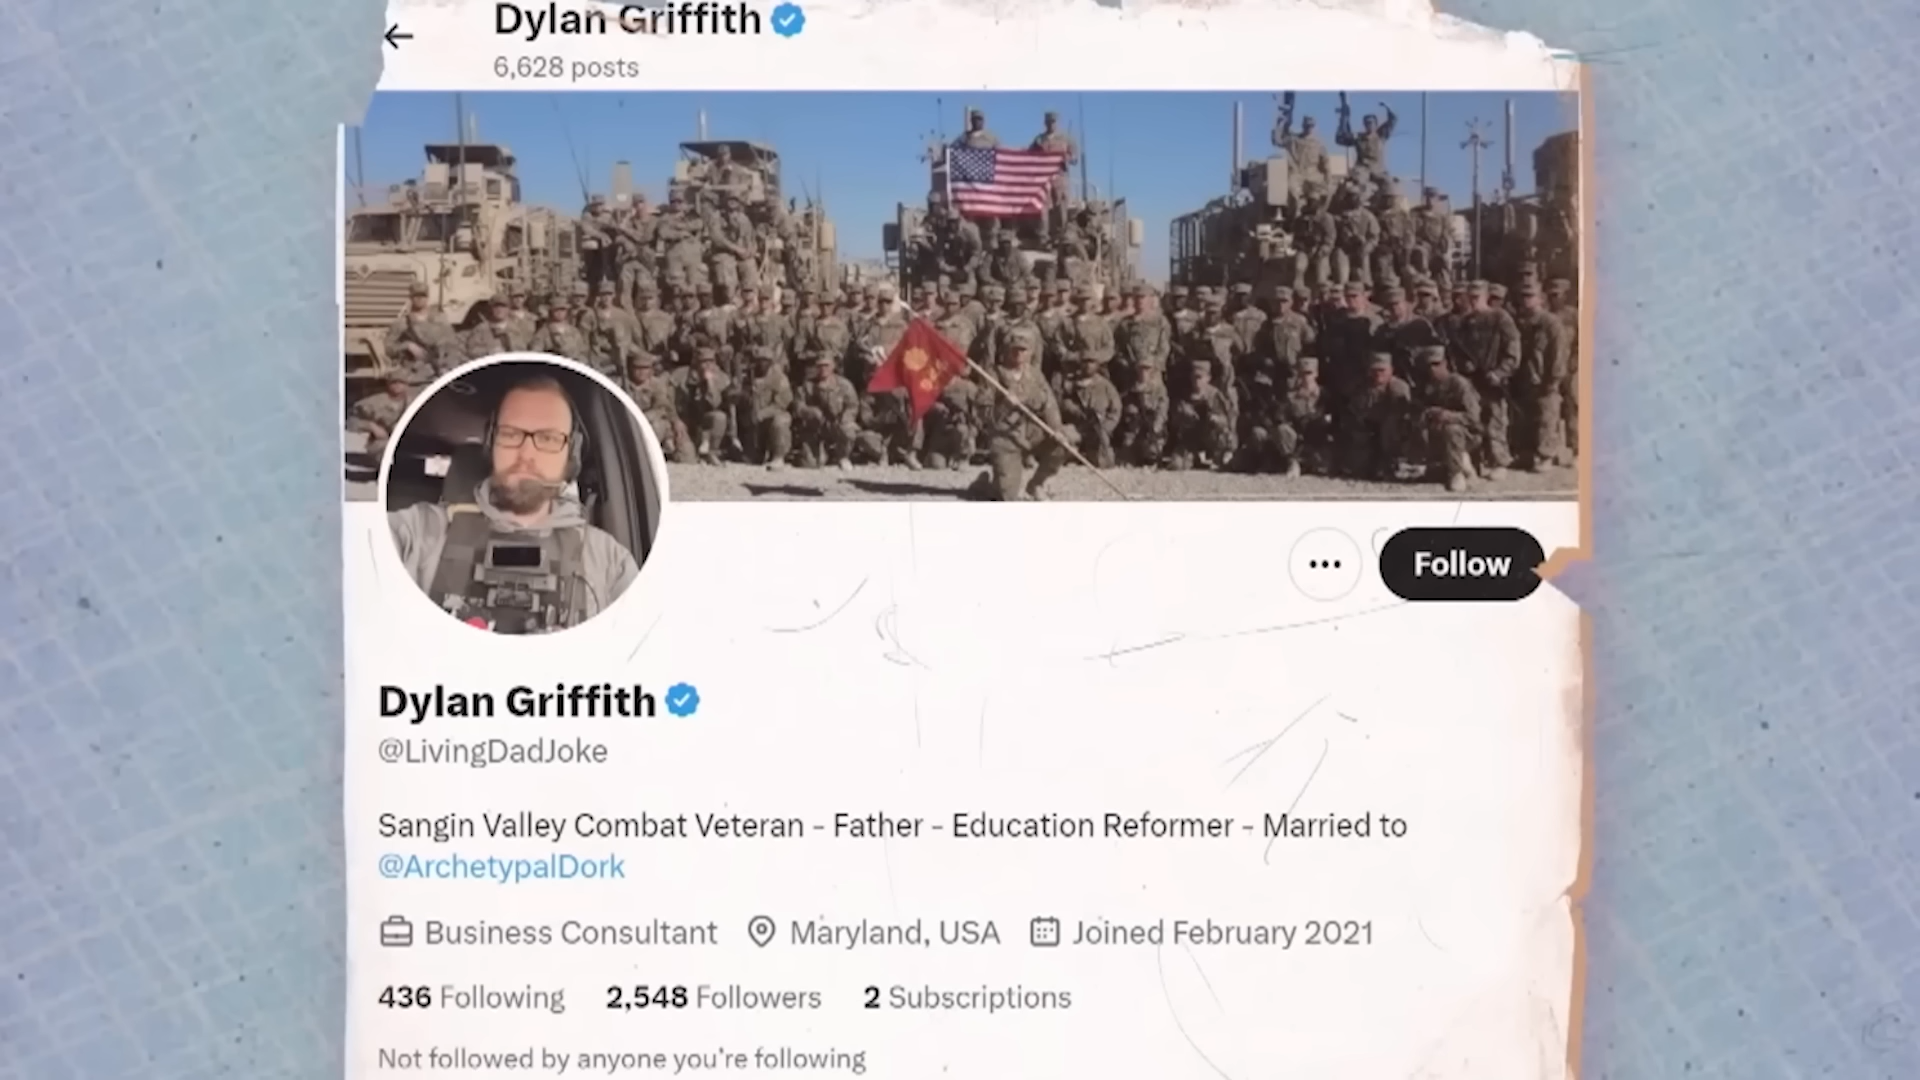 Dylan Griffith
6,628 posts
Follow
Dylan Griffith
@LivingDadJoke
Sangin Valley Combat Veteran - Father - Education Reformer - Married to
@ArchetypalDork
Business Consultant Maryland, USA Joined February 2021
436 Following 2,548 Followers 2 Subscriptions
Not followed by anyone you're following